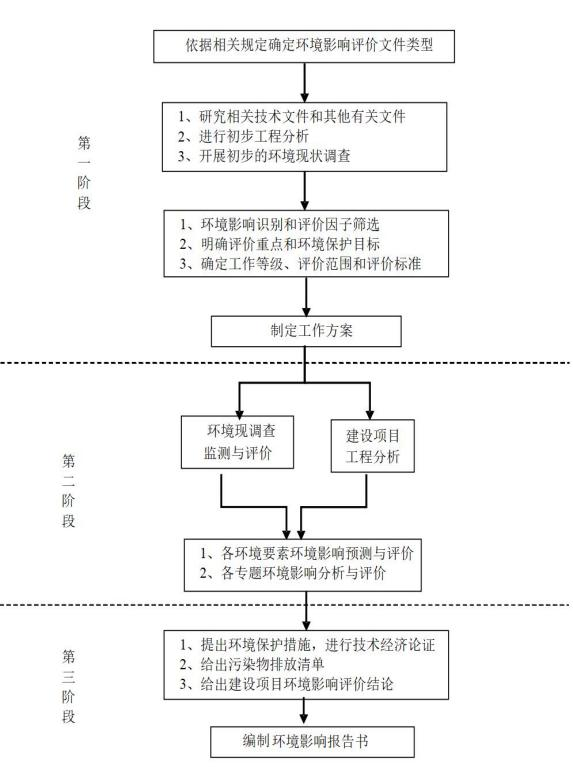 依据相关规定确定环境影响评价文件类型
第一阶段
1、研究相关技术文件和其他有关文件
2、进行初步工程分析
3、开展初步的环境现状调查
1、环境影响识别和评价因子筛选
2、明确评价重点和环境保护目标
3、确定工作等级、评价范围和评价标准
制定工作方案
第二阶段
环境现调查
监测与评价
建设项目
工程分析
1、各环境要素环境影响预测与评价
2、各专题环境影响分析与评价
第三阶段
1、提出环境保护措施，进行技术经济论证
2、给出污染物排放清单
3、给出建设项目环境影响评价结论
编制环境影响报告书